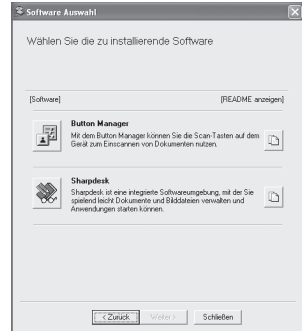 Software Auswahl
Wählen Sie die zu installierende Software
[Software] [README anzeigen]
Button Manager
Mit dem Button Manager können Sie die Scan-Tasten auf dem
Gerät zum Einscannen von Dokumenten nutzen.
Sharpdesk
Sharpdesk ist eine integrierte Softwareumgebung, mit der Sie
spielend leicht Dokumente und Bilddateien verwalten und
Anwendungen starten können.
< Zurück Weiter > Schließen